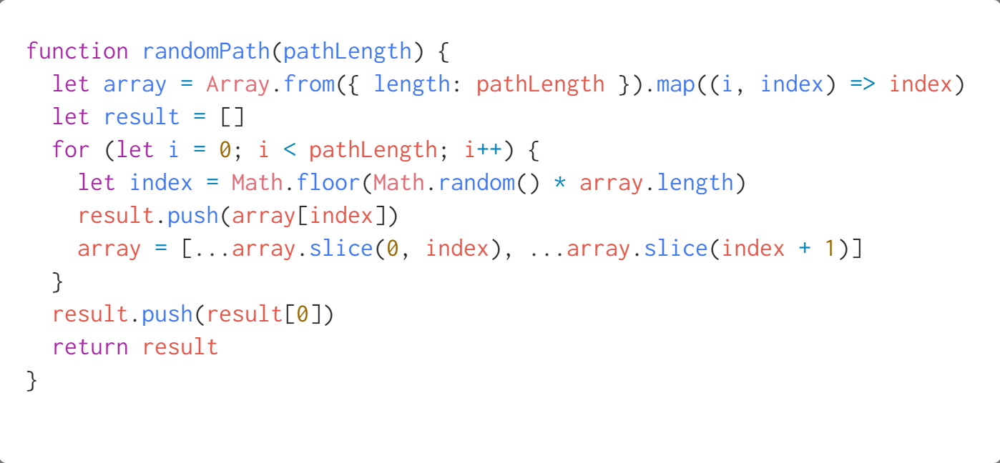 function randomPath(pathLength) {
  let array = Array.from({ length: pathLength }).map((i, index) => index)
  let result = []
  for (let i = 0; i < pathLength; i++) {
    let index = Math.floor(Math.random() * array.length)
    result.push(array[index])
    array = [...array.slice(0, index), ...array.slice(index + 1)]
  }
  result.push(result[0])
  return result
}